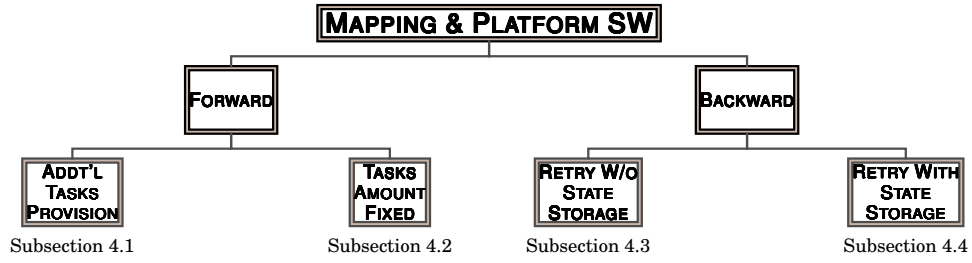 MAPPING & PLATFORM SW
FORWARD
BACKWARD
ADDT'L
TASKS
PROVISION
TASKS
AMOUNT
FIXED
RETRY W/O
STATE
STORAGE
RETRY WITH
STATE
STORAGE
Subsection 4.1
Subsection 4.2
Subsection 4.3
Subsection 4.4